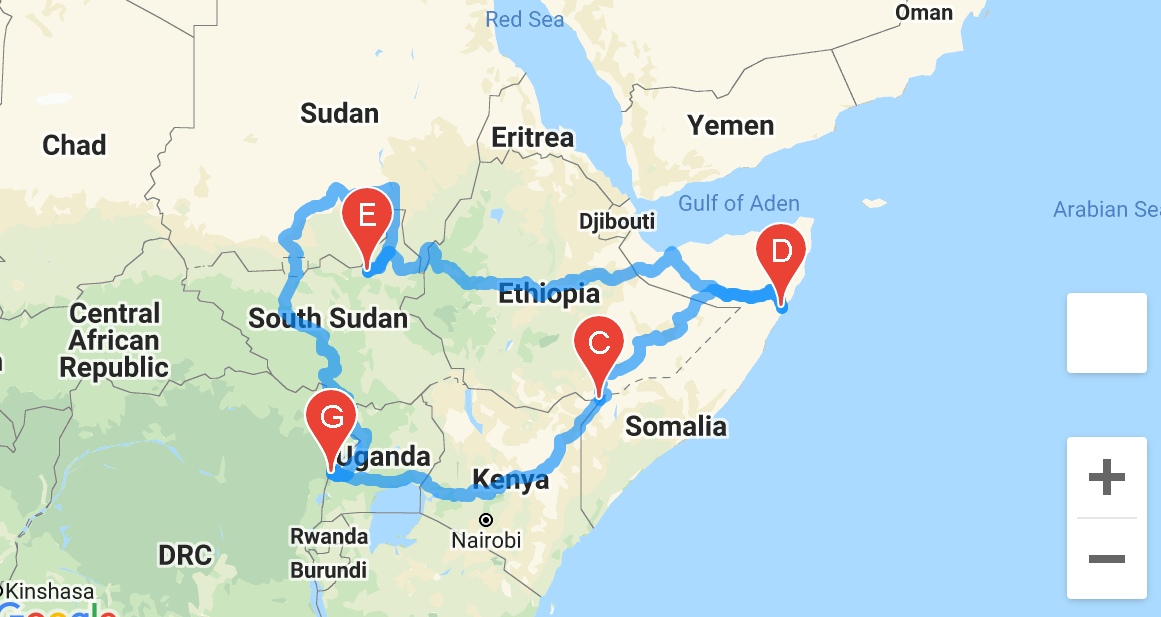 Oman
Red Sea
Sudan
Yemen
Eritrea
Chad
E
Gulf of Aden
Arabian Se
Djibouti
D
Ethiopia
South Sudan
Central
African
Republic
C
G
Somalia
Uganda
Kenya
Nairobi
Rwanda
DRC
Burundi
Kinshasa
Google